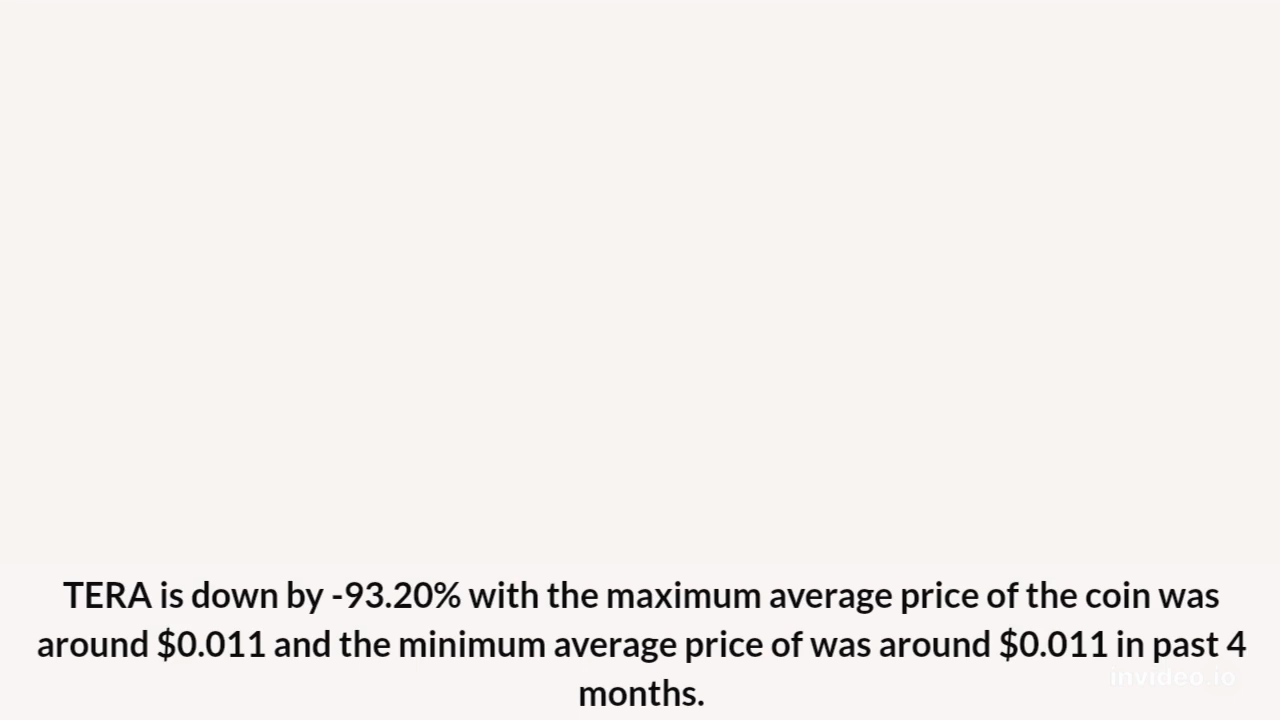 TERA is down by -93.20% with the maximum average price of the coin was
around $0.011 and the minimum average price of was around $0.011 in past 4
months.
invideo.io